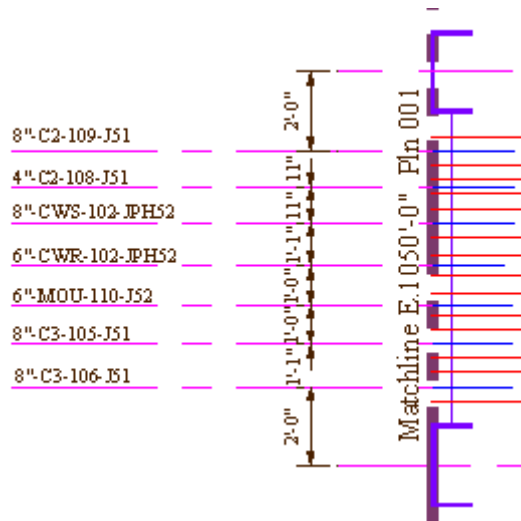 8"-C2-109-J51
4"-C2-108-J51
8"-CWS-102-JPH52
6"-CWR-102-JPH52
6"-MOU-110-J52
8"-C3-105-J51
8"-C3-106-J51
2'-0"
11"
11"
1'-1"
1'-0"
1'-0"
1'-1"
2'-0"
Matchline E.1050'-0" Pln 001